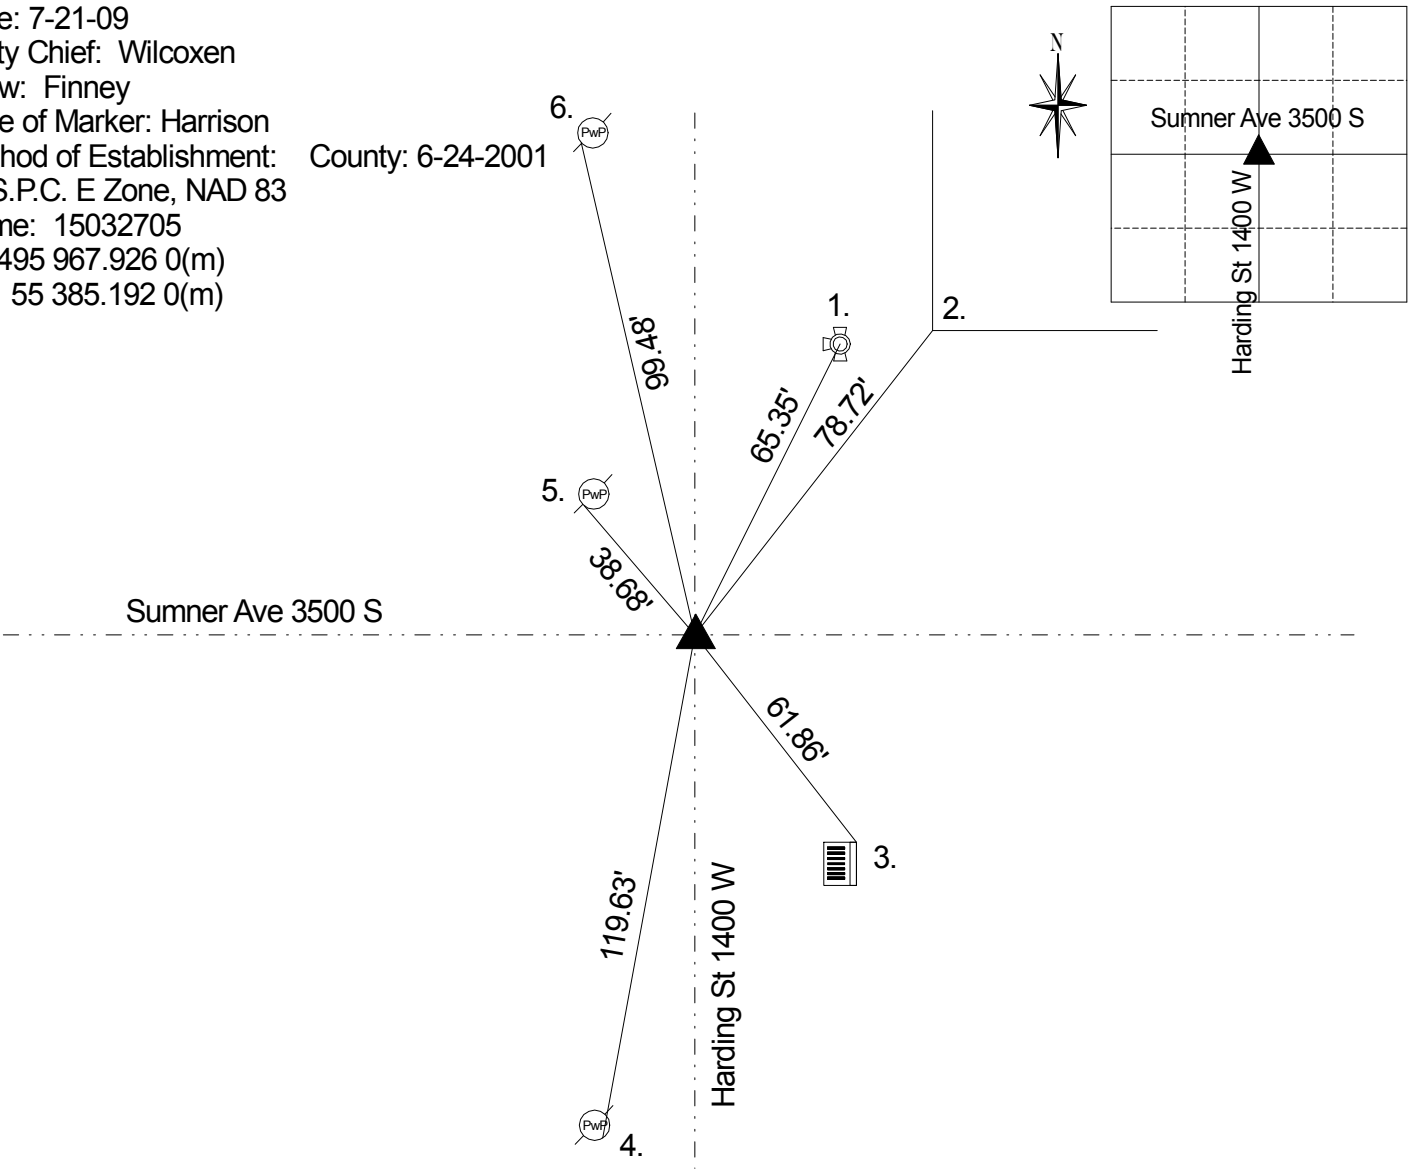 e: 7-21-09
ty Chief: Wilcoxen
w: Finney
e of Marker: Harrison
hod of Establishment: County: 6-24-2001
S.P.C. E Zone, NAD 83
me: 15032705
495 967.926 0(m)
55 385.192 0(m)
N
Sumner Ave 3500 S
Harding St 1400 W
6.
PwP
99.48'
1.
2.
65.35'
78.72'
5.
PwP
38.68'
Sumner Ave 3500 S
61.86'
3.
119.63'
Harding St 1400 W
PwP
4.